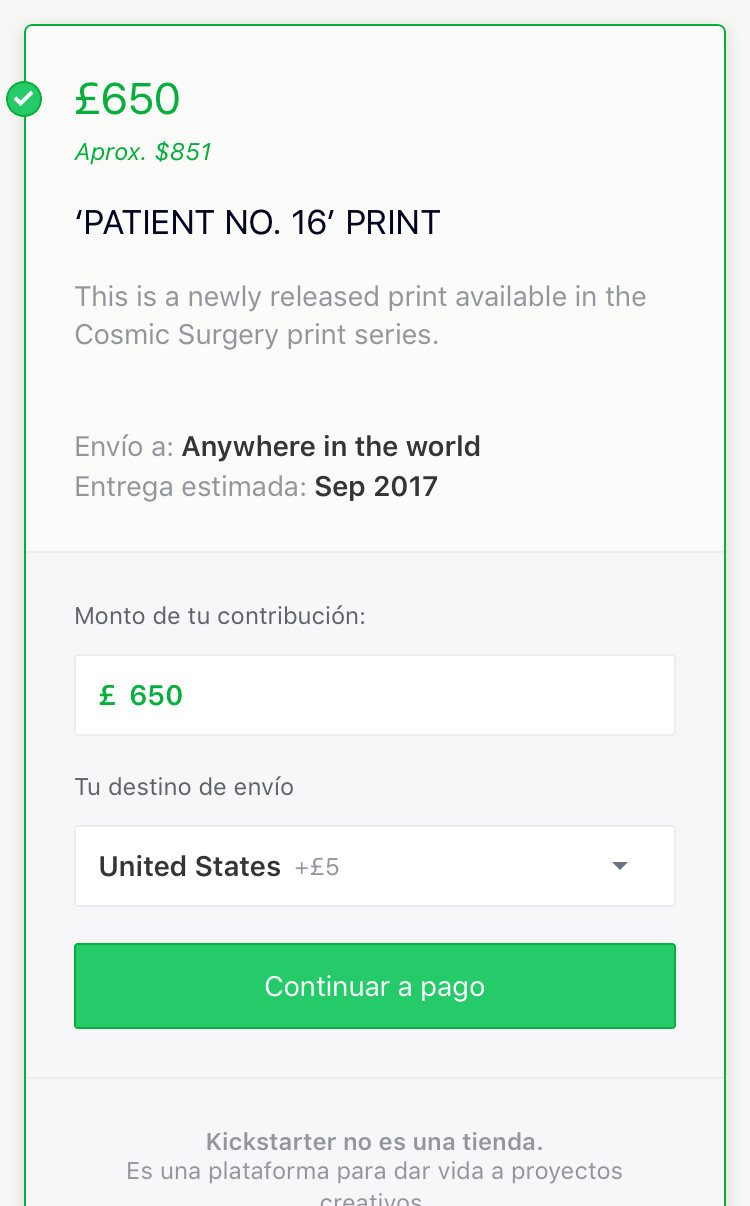 £650
Aprox. $851
‘PATIENT NO. 16’ PRINT
This is a newly released print available in the
Cosmic Surgery print series.
Envío a: Anywhere in the world
Entrega estimada: Sep 2017
Monto de tu contribución:
£ 650
Tu destino de envío
United States +£5
Continuar a pago
Kickstarter no es una tienda.
Es una plataforma para dar vida a proyectos
creativos